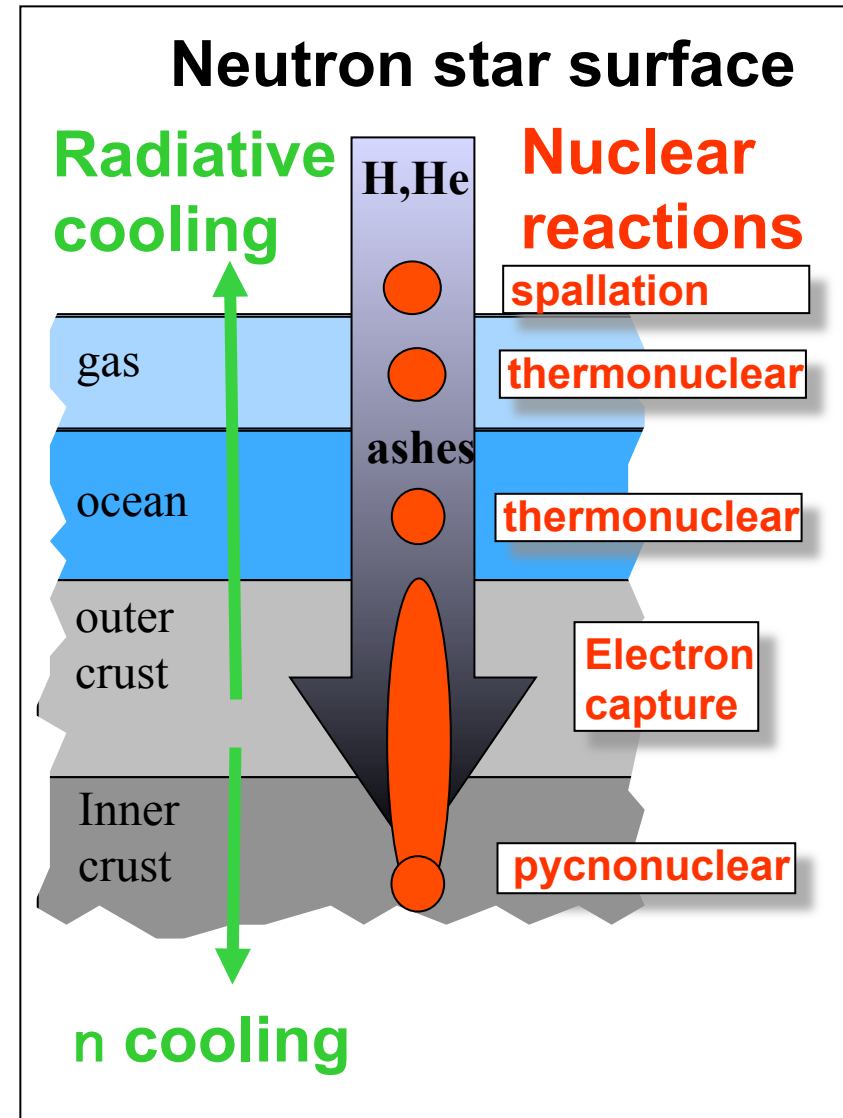 Neutron star surface
Radiative
cooling
H,He
Nuclear
reactions
spallation
gas
thermonuclear
ashes
ocean
thermonuclear
outer
crust
Electron
capture
Inner
crust
pycnonuclear
n cooling